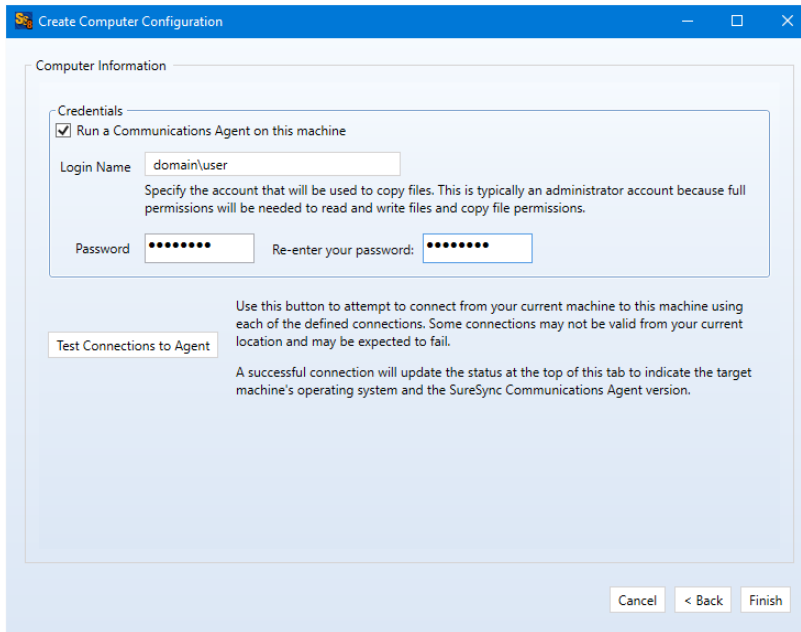 Create Computer Configuration
Computer Information
Credentials
Run a Communications Agent on this machine
Login Name domain\user
Specify the account that will be used to copy files. This is typically an administrator account because full
permissions will be needed to read and write files and copy file permissions.
Password •••••••• Re-enter your password: ••••••••
Use this button to attempt to connect from your current machine to this machine using
each of the defined connections. Some connections may not be valid from your current
location and may be expected to fail.
Test Connections to Agent
A successful connection will update the status at the top of this tab to indicate the target
machine's operating system and the SureSync Communications Agent version.
Cancel < Back Finish